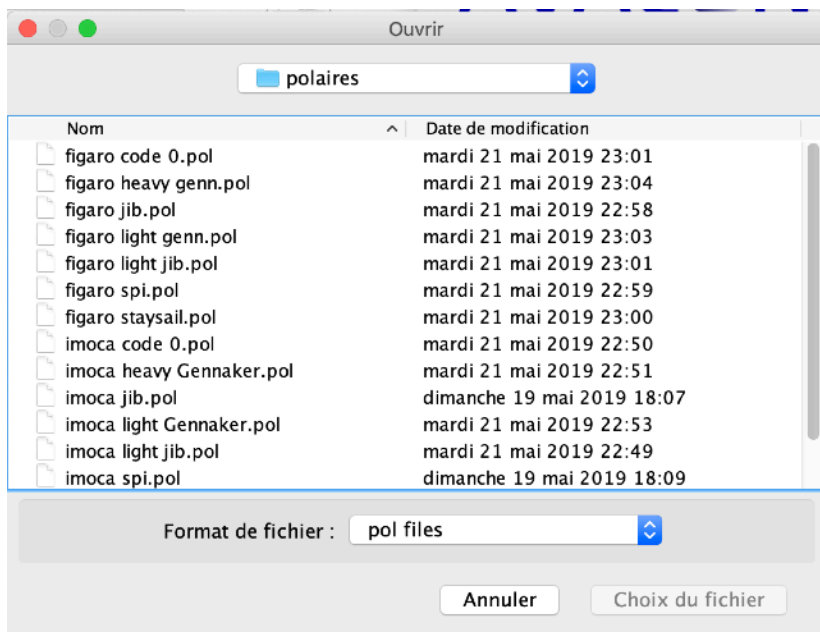 Ouvrir
polaires
Nom Date de modification
figaro code 0.pol mardi 21 mai 2019 23:01
figaro heavy genn.pol mardi 21 mai 2019 23:04
figaro jib.pol mardi 21 mai 2019 22:58
figaro light genn.pol mardi 21 mai 2019 23:03
figaro light jib.pol mardi 21 mai 2019 23:01
figaro spi.pol mardi 21 mai 2019 22:59
figaro staysail.pol mardi 21 mai 2019 23:00
imoca code 0.pol mardi 21 mai 2019 22:50
imoca heavy Gennaker.pol mardi 21 mai 2019 22:51
imoca jib.pol dimanche 19 mai 2019 18:07
imoca light Gennaker.pol mardi 21 mai 2019 22:53
imoca light jib.pol mardi 21 mai 2019 22:49
imoca spi.pol dimanche 19 mai 2019 18:09
Format de fichier : pol files
Annuler Choix du fichier